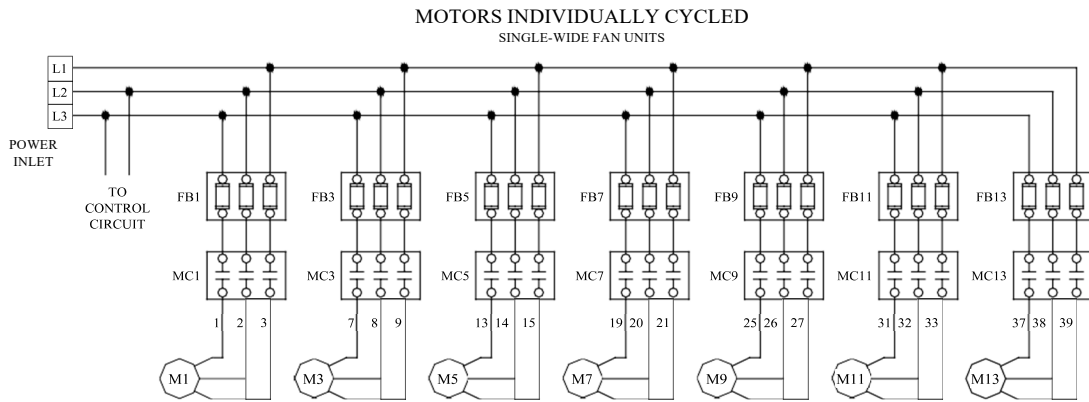 MOTORS INDIVIDUALLY CYCLED
SINGLE-WIDE FAN UNITS
L1
L2
L3
POWER
INLET
TO
CONTROL
CIRCUIT
FB1 FB3 FB5 FB7 FB9 FB11 FB13
MC1 MC3 MC5 MC7 MC9 MC11 MC13
1 2 3 7 8 9 13 14 15 19 20 21 25 26 27 31 32 33 37 38 39
M1 M3 M5 M7 M9 M11 M13